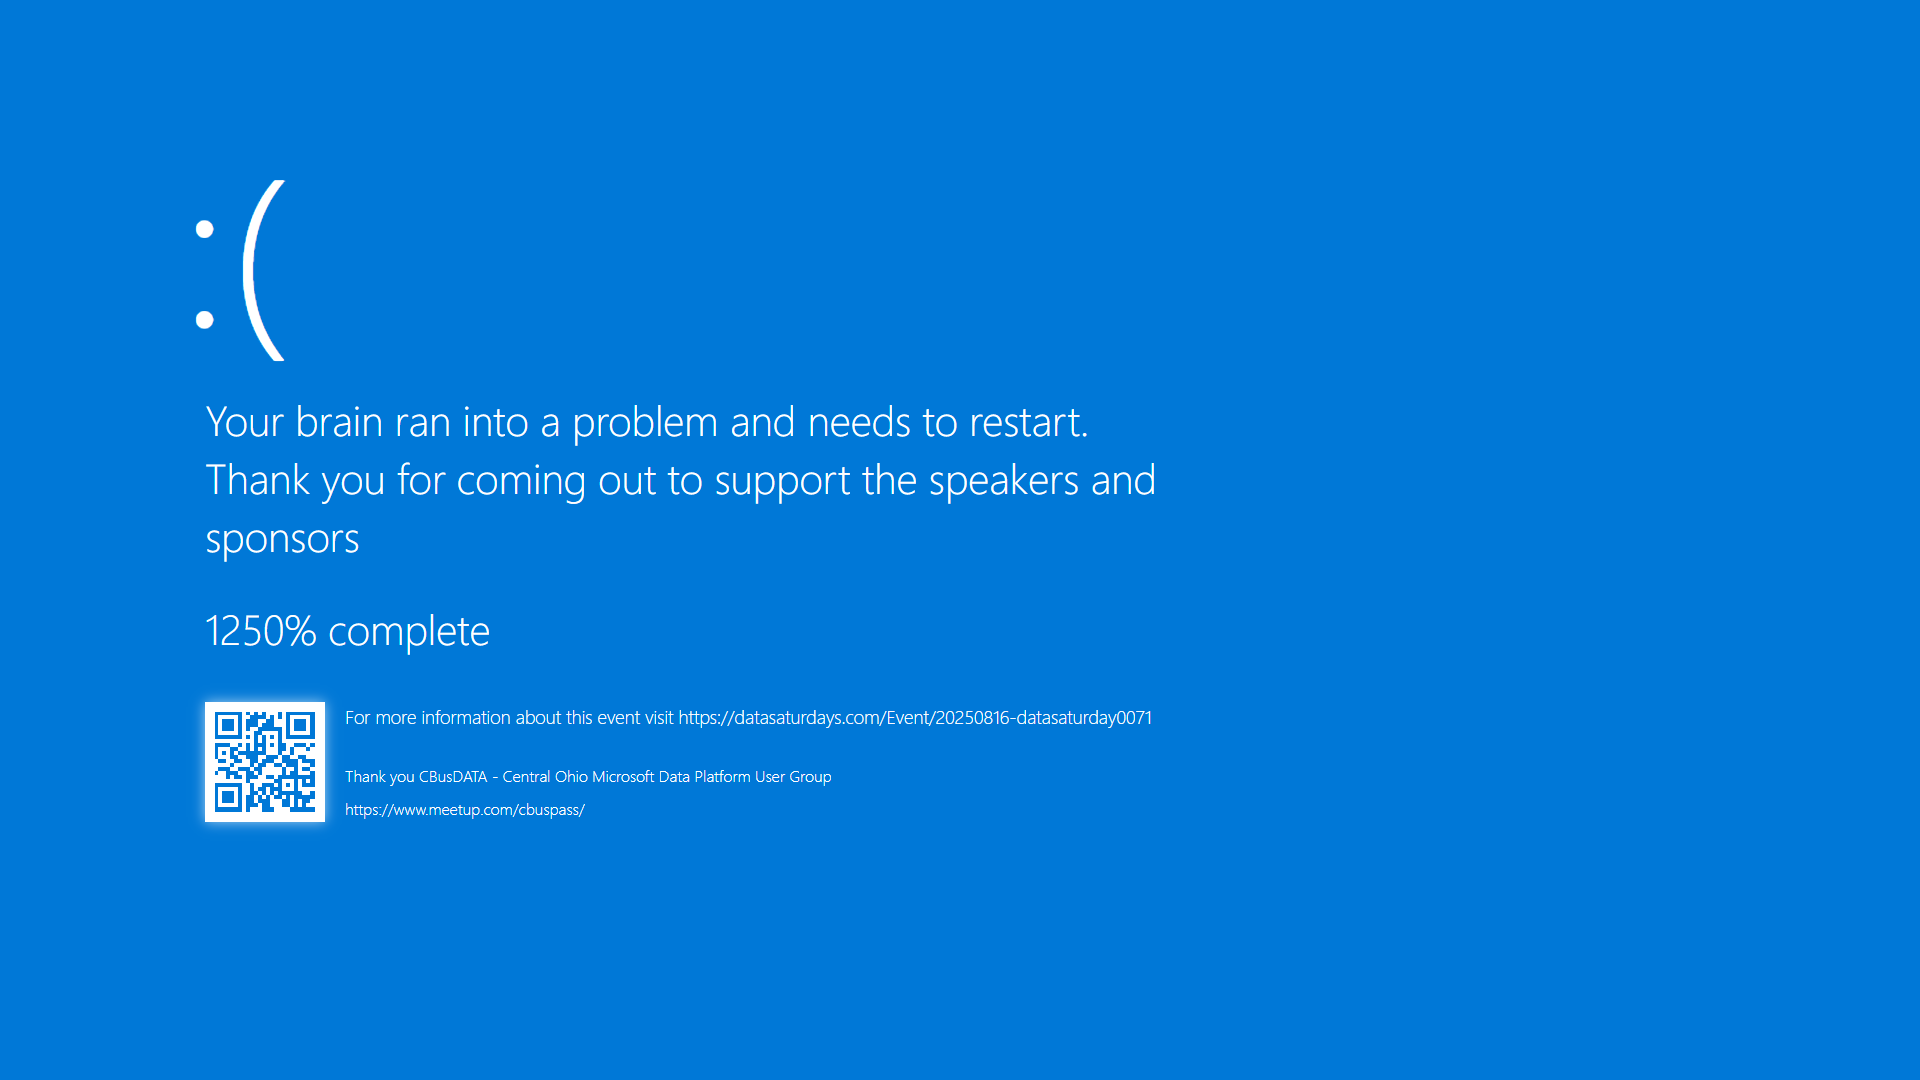 :(
Your brain ran into a problem and needs to restart.
Thank you for coming out to support the speakers and
sponsors
1250% complete
For more information about this event visit https://datasaturdays.com/Event/20250816-datasaturday0071
Thank you CBusDATA - Central Ohio Microsoft Data Platform User Group
https://www.meetup.com/cbuspass/